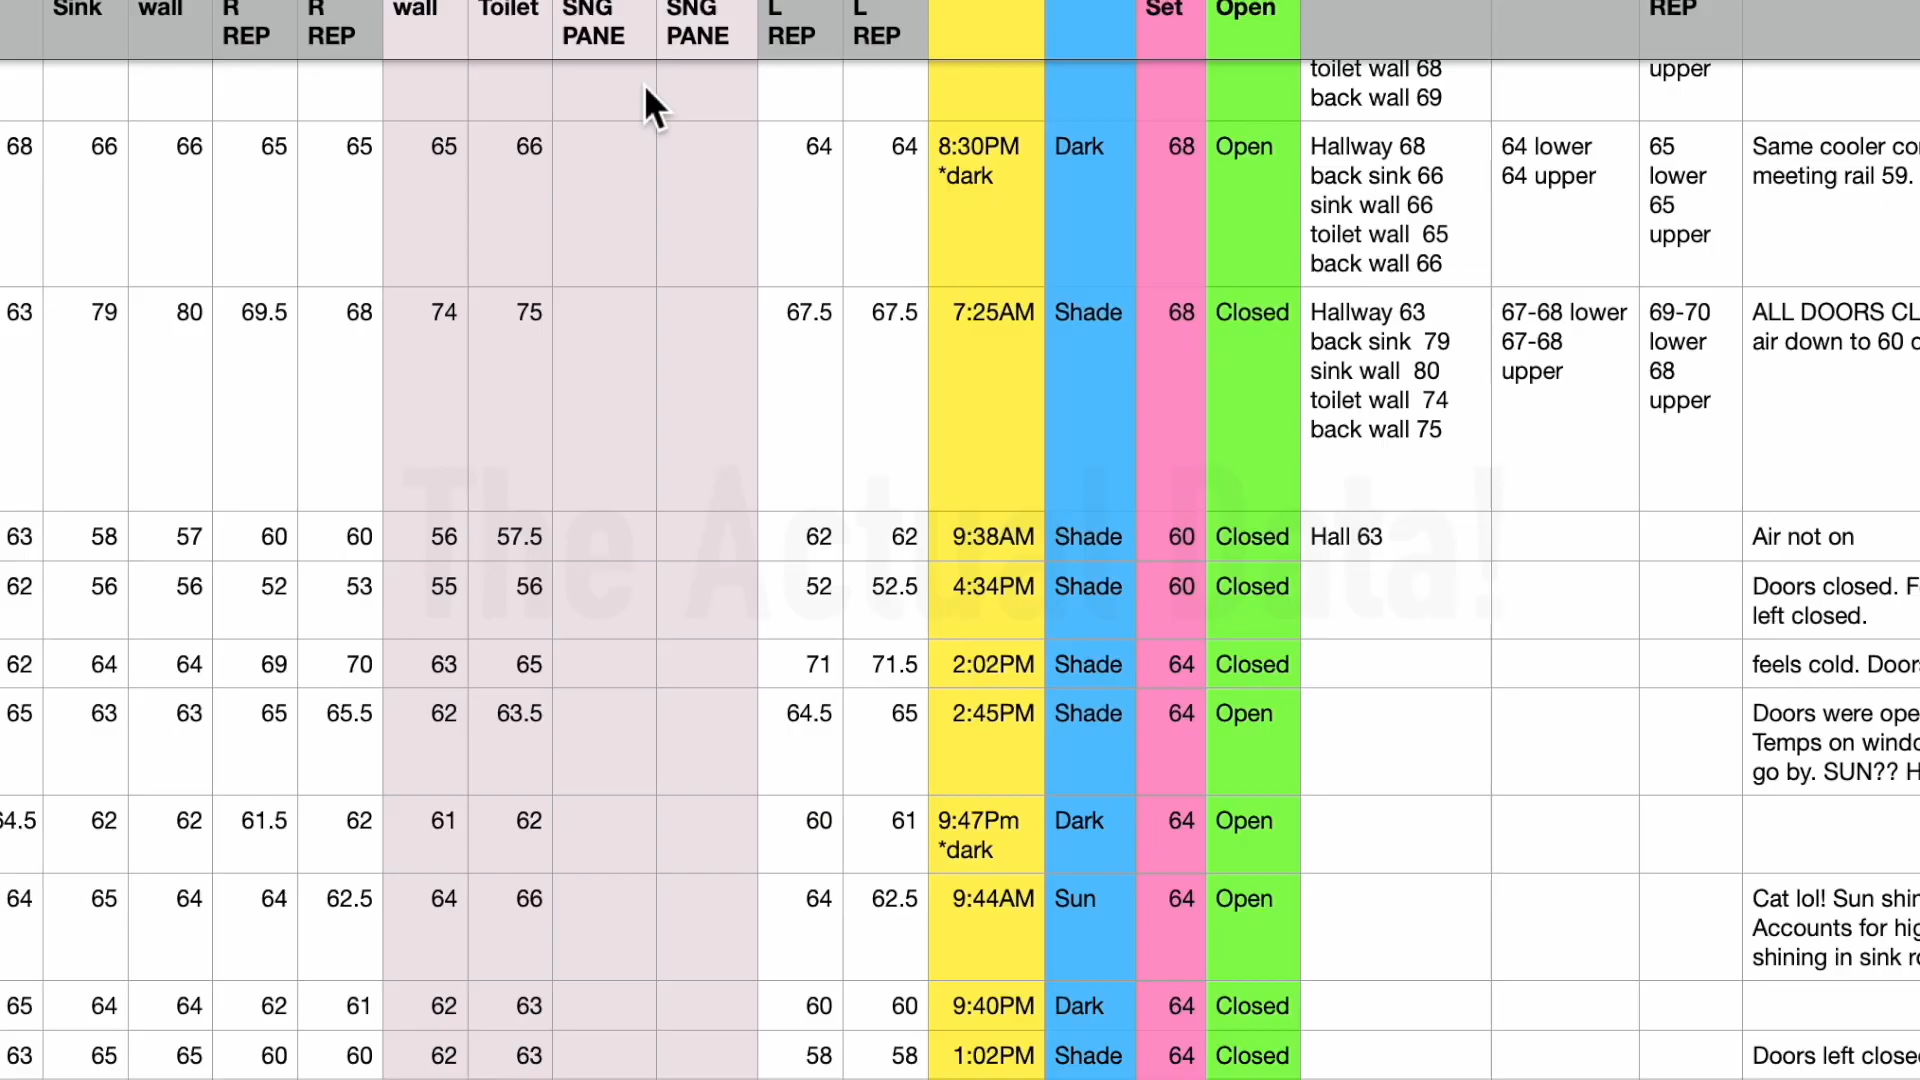 Sink wall R REP R REP wall Toilet SNG PANE SNG PANE L REP L REP Set Open REP
toilet wall 68 upper
back wall 69
68 66 66 65 65 65 66 64 64 8:30PM Dark 68 Open Hallway 68 64 lower 65 Same cooler
*dark back sink 66 64 upper lower meeting rail 59.
sink wall 66 65
toilet wall 65 upper
back wall 66
63 79 80 69.5 68 74 75 67.5 67.5 7:25AM Shade 68 Closed Hallway 63 67-68 lower 69-70 ALL DOORS
back sink 79 67-68 lower air down to 60
sink wall 80 upper 68
toilet wall 74 upper
back wall 75
The Actual Data!
63 58 57 60 60 56 57.5 62 62 9:38AM Shade 60 Closed Hall 63 Air not on
62 56 56 52 53 55 56 52 52.5 4:34PM Shade 60 Closed Doors closed.
left closed.
62 64 64 69 70 63 65 71 71.5 2:02PM Shade 64 Closed feels cold.
65 63 63 65 65.5 62 63.5 64.5 65 2:45PM Shade 64 Open Doors were
Temps on
go by. SUN??
62 62 61.5 62 61 62 60 61 9:47Pm Dark 64 Open
*dark
64 65 64 64 62.5 64 66 64 62.5 9:44AM Sun 64 Open Cat lol! Sun
Accounts for
shining in sink
65 64 64 62 61 62 63 60 60 9:40PM Dark 64 Closed
63 65 65 60 60 62 63 58 58 1:02PM Shade 64 Closed Doors left